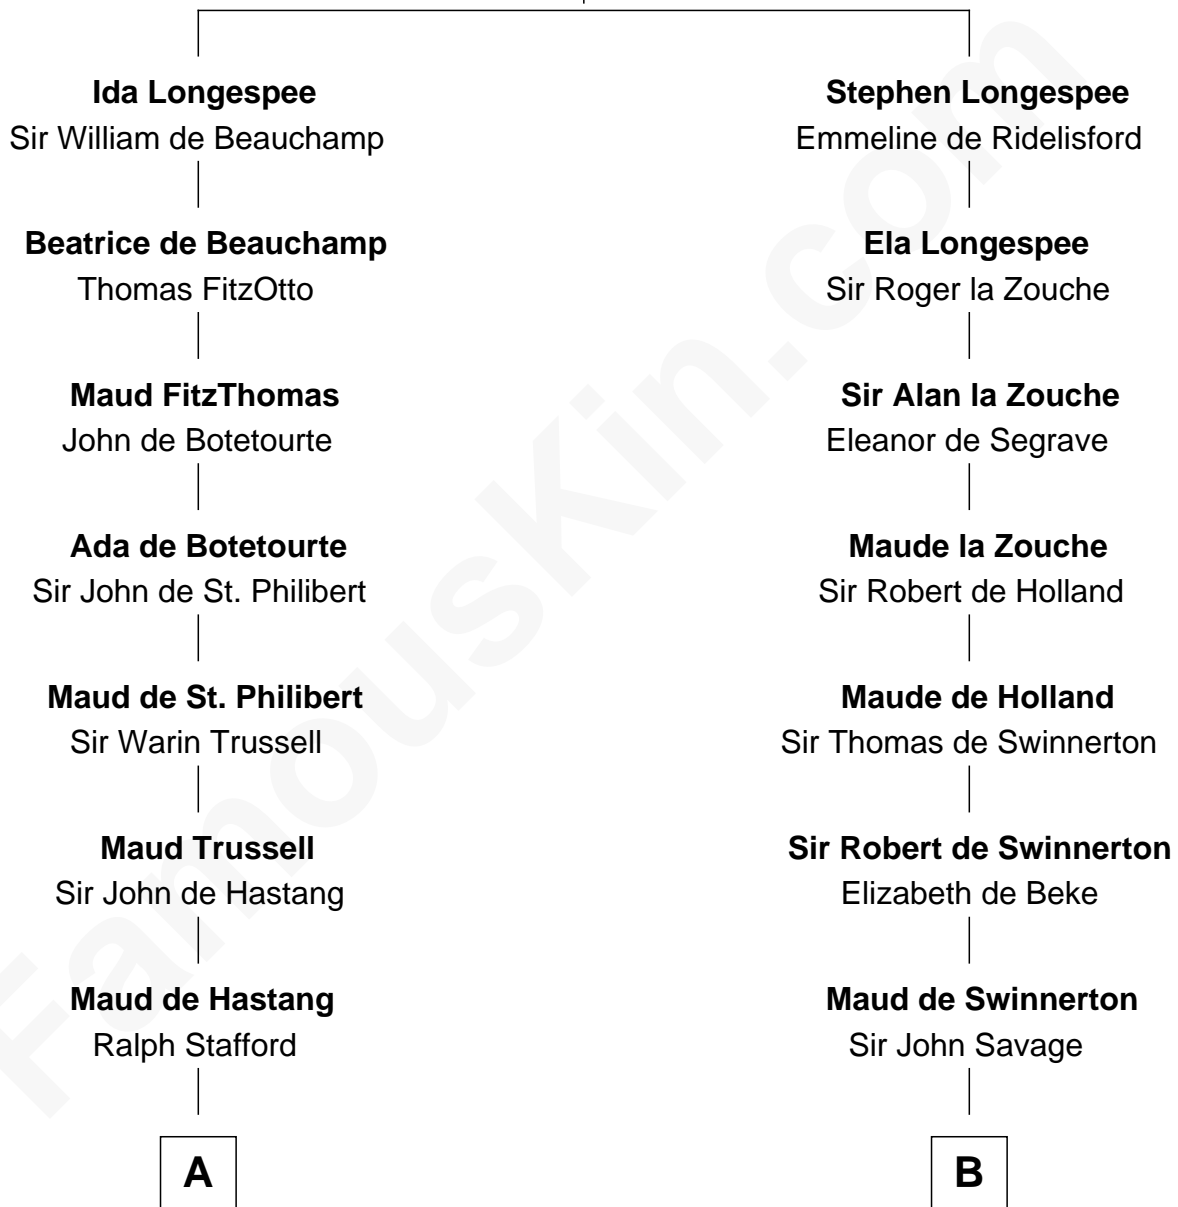 Ida Longespee
Sir William de Beauchamp
Beatrice de Beauchamp
Thomas FitzOtto
Maud FitzThomas
John de Botetourte
Ada de Botetourte
Sir John de St. Philibert
Maud de St. Philibert
Sir Warin Trussell
Maud Trussell
Sir John de Hastang
Maud de Hastang
Ralph Stafford
A
Stephen Longespee
Emmeline de Ridelisford
Ela Longespee
Sir Roger la Zouche
Sir Alan la Zouche
Eleanor de Segrave
Maude la Zouche
Sir Robert de Holland
Maude de Holland
Sir Thomas de Swinnerton
Sir Robert de Swinnerton
Elizabeth de Beke
Maud de Swinnerton
Sir John Savage
B
FamousKin.com